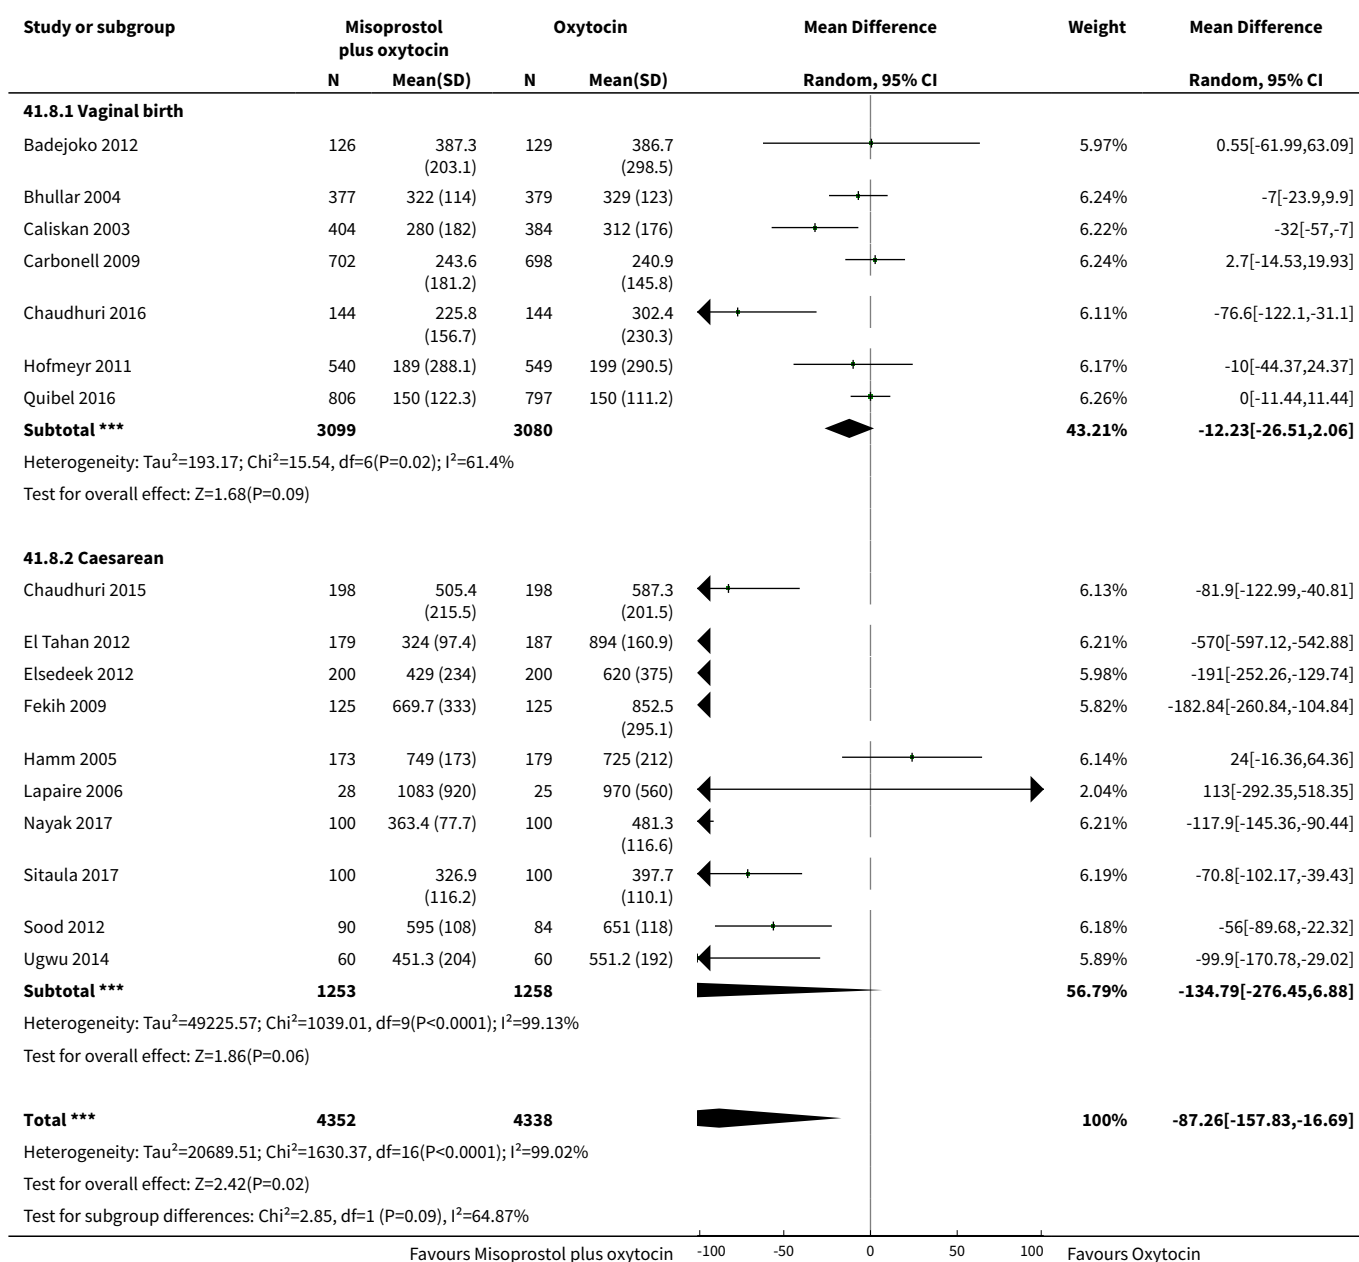 Study or subgroup Misoprostol plus oxytocin Oxytocin Mean Difference Weight Mean Difference
N Mean(SD) N Mean(SD) Random, 95% CI Random, 95% CI
41.8.1 Vaginal birth
Badejoko 2012 126 387.3 (203.1) 129 386.7 (298.5) 5.97% 0.55[-61.99,63.09]
Bhullar 2004 377 322 (114) 379 329 (123) 6.24% -7[-23.9,9.9]
Caliskan 2003 404 280 (182) 384 312 (176) 6.22% -32[-57,-7]
Carbonell 2009 702 243.6 (181.2) 698 240.9 (145.8) 6.24% 2.7[-14.53,19.93]
Chaudhuri 2016 144 225.8 (156.7) 144 302.4 (230.3) 6.11% -76.6[-122.1,-31.1]
Hofmeyr 2011 540 189 (288.1) 549 199 (290.5) 6.17% -10[-44.37,24.37]
Quibel 2016 806 150 (122.3) 797 150 (111.2) 6.26% 0[-11.44,11.44]
Subtotal *** 3099 3080 43.21% -12.23[-26.51,2.06]
Heterogeneity: Tau²=193.17; Chi²=15.54, df=6(P=0.02); I²=61.4%
Test for overall effect: Z=1.68(P=0.09)
41.8.2 Caesarean
Chaudhuri 2015 198 505.4 (215.5) 198 587.3 (201.5) 6.13% -81.9[-122.99,-40.81]
El Tahan 2012 179 324 (97.4) 187 894 (160.9) 6.21% -570[-597.12,-542.88]
Elsedeek 2012 200 429 (234) 200 620 (375) 5.98% -191[-252.26,-129.74]
Fekih 2009 125 669.7 (333) 125 852.5 (295.1) 5.82% -182.84[-260.84,-104.84]
Hamm 2005 173 749 (173) 179 725 (212) 6.14% 24[-16.36,64.36]
Lapaire 2006 28 1083 (920) 25 970 (560) 2.04% 113[-292.35,518.35]
Nayak 2017 100 363.4 (77.7) 100 481.3 (116.6) 6.21% -117.9[-145.36,-90.44]
Sitaula 2017 100 326.9 (116.2) 100 397.7 (110.1) 6.19% -70.8[-102.17,-39.43]
Sood 2012 90 595 (108) 84 651 (118) 6.18% -56[-89.68,-22.32]
Ugwu 2014 60 451.3 (204) 60 551.2 (192) 5.89% -99.9[-170.78,-29.02]
Subtotal *** 1253 1258 56.79% -134.79[-276.45,6.88]
Heterogeneity: Tau²=49225.57; Chi²=1039.01, df=9(P<0.0001); I²=99.13%
Test for overall effect: Z=1.86(P=0.06)
Total *** 4352 4338 100% -87.26[-157.83,-16.69]
Heterogeneity: Tau²=20689.51; Chi²=1630.37, df=16(P<0.0001); I²=99.02%
Test for overall effect: Z=2.42(P=0.02)
Test for subgroup differences: Chi²=2.85, df=1 (P=0.09), I²=64.87%
Favours Misoprostol plus oxytocin -100 -50 0 50 100 Favours Oxytocin